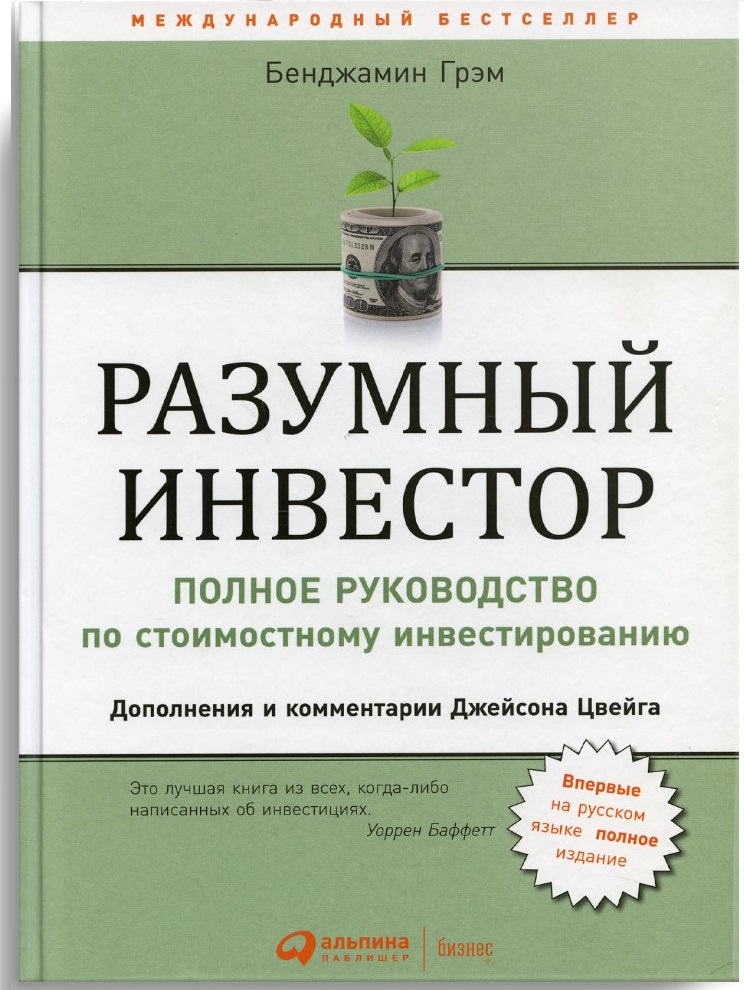 МЕЖДУНАРОДНЫЙ БЕСТСЕЛЛЕР
Бенджамин Грэм
РАЗУМНЫЙ
ИНВЕСТОР
ПОЛНОЕ РУКОВОДСТВО
ПО СТОИМОСТНОМУ ИНВЕСТИРОВАНИЮ
Дополнения и комментарии Джейсона Цвейга
Это лучшая книга из всех, когда-либо
написанных об инвестициях.
Уоррен Баффетт
Впервые
на русском
языке полное
издание
альпина
ПАБЛИШЕР
бизнес